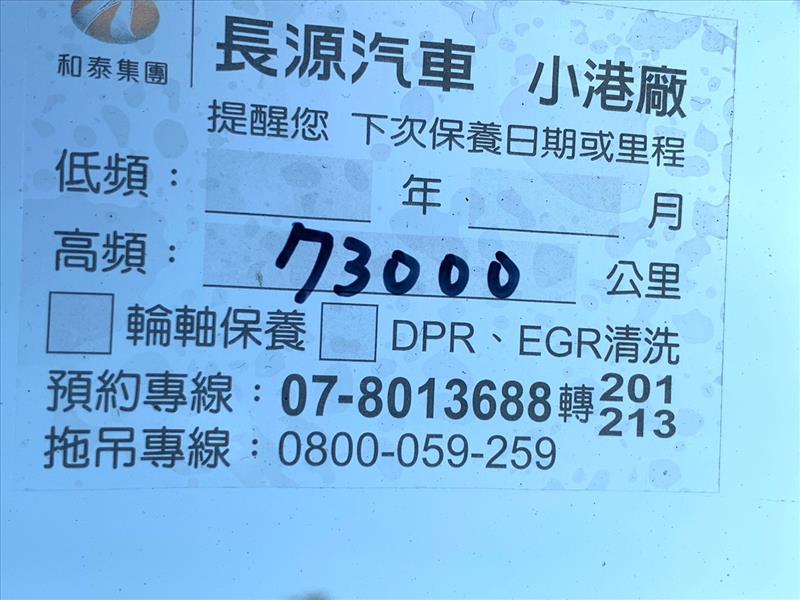 和泰集團
長源汽車 小港廠
提醒您 下次保養日期或里程
低頻： 年 月
高頻： 73000 公里
輪軸保養 DPR、EGR清洗
預約專線：07-8013688轉201
213
拖吊專線：0800-059-259